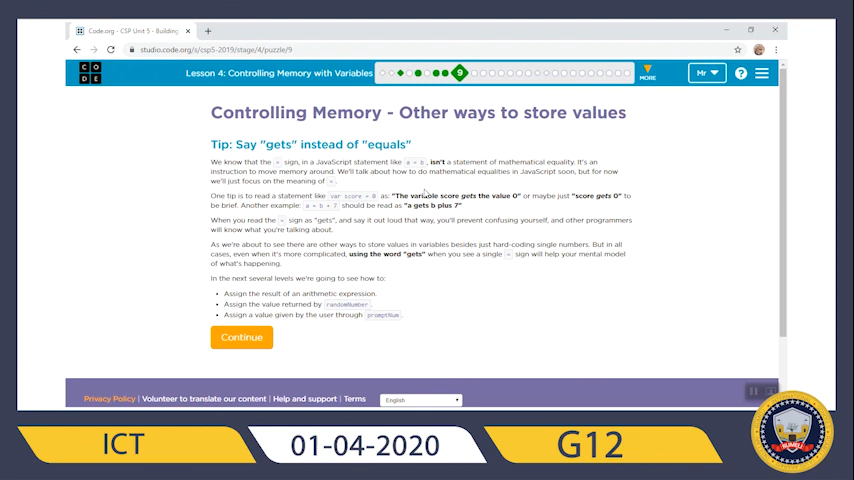 Code.org - CSP Unit 5 - Building
studio.code.org/s/csp5-2019/stage/4/puzzle/9
CO
DE
Lesson 4: Controlling Memory with Variables
9
MORE
Mr
Controlling Memory - Other ways to store values
Tip: Say "gets" instead of "equals"
We know that the = sign, in a JavaScript statement like a = b, isn't a statement of mathematical equality. It's an
instruction to move memory around. We'll talk about how to do mathematical equalities in JavaScript soon, but for now
we'll just focus on the meaning of =.
One tip is to read a statement like var score = 0 as: "The variable score gets the value 0" or maybe just "score gets 0" to
be brief. Another example: a = b + 7 should be read as "a gets b plus 7"
When you read the = sign as "gets", and say it out loud that way, you'll prevent confusing yourself, and other programmers
will know what you're talking about.
As we're about to see there are other ways to store values in variables besides just hard-coding single numbers. But in all
cases, even when it's more complicated, using the word "gets" when you see a single = sign will help your mental model
of what's happening.
In the next several levels we're going to see how to:
• Assign the result of an arithmetic expression.
• Assign the value returned by randomNumber.
• Assign a value given by the user through promptNum.
Continue
Privacy Policy | Volunteer to translate our content | Help and support | Terms
English
ICT
01-04-2020
G12